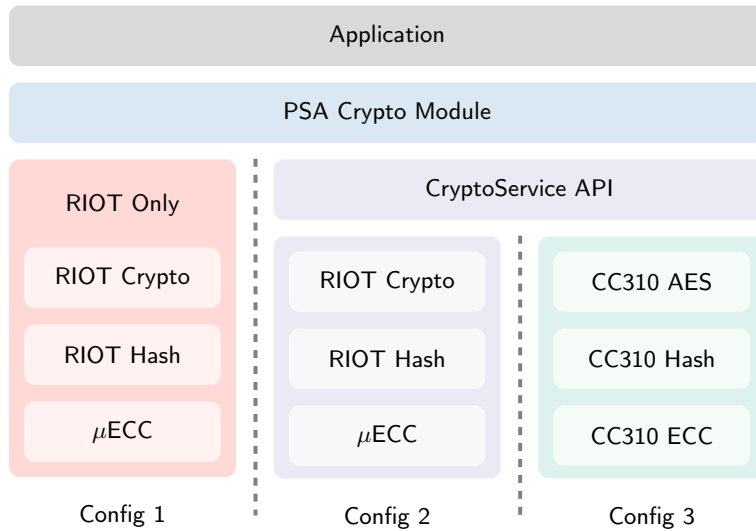 Application
PSA Crypto Module
RIOT Only
RIOT Crypto
RIOT Hash
μECC
Config 1
CryptoService API
RIOT Crypto
RIOT Hash
μECC
Config 2
CC310 AES
CC310 Hash
CC310 ECC
Config 3